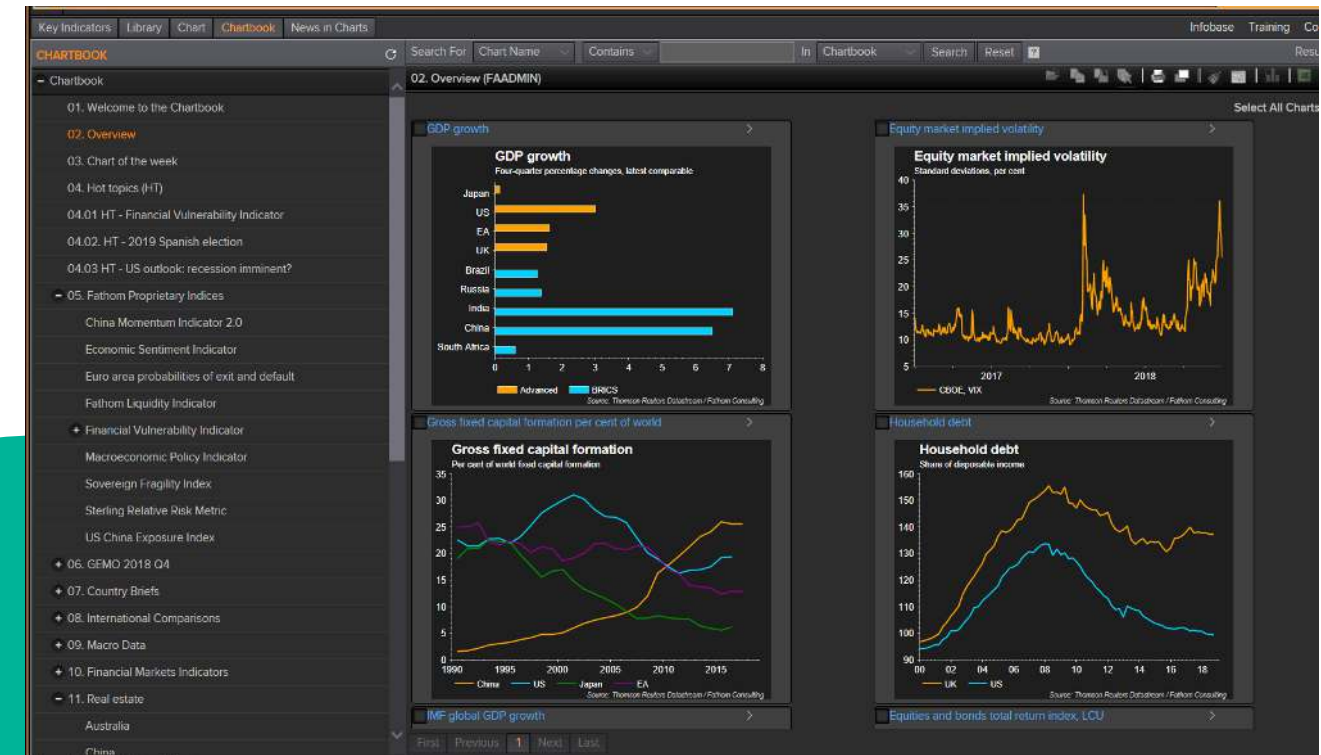 Key Indicators Library Chart Chartbook News in Charts
Infobase Training Co
CHARTBOOK
Search For Chart Name Contains In Chartbook Search Reset ?
Resu
− Chartbook
01. Welcome to the Chartbook
02. Overview
03. Chart of the week
04. Hot topics (HT)
04.01 HT - Financial Vulnerability Indicator
04.02. HT - 2019 Spanish election
04.03 HT - US outlook: recession imminent?
− 05. Fathom Proprietary Indices
China Momentum Indicator 2.0
Economic Sentiment Indicator
Euro area probabilities of exit and default
Fathom Liquidity Indicator
+ Financial Vulnerability Indicator
Macroeconomic Policy Indicator
Sovereign Fragility Index
Sterling Relative Risk Metric
US China Exposure Index
+ 06. GEMO 2018 Q4
+ 07. Country Briefs
+ 08. International Comparisons
+ 09. Macro Data
+ 10. Financial Markets Indicators
− 11. Real estate
Australia
China
02. Overview (FAADMIN)
Select All Charts
GDP growth >
GDP growth
Four-quarter percentage changes, latest comparable
Japan
US
EA
UK
Brazil
Russia
India
China
South Africa
0 1 2 3 4 5 6 7 8
Advanced BRICS
Source: Thomson Reuters Datastream / Fathom Consulting
Equity market implied volatility >
Equity market implied volatility
Standard deviations, per cent
40
35
30
25
20
15
10
5
2017 2018
CBOE, VIX
Source: Thomson Reuters Datastream / Fathom Consulting
Gross fixed capital formation per cent of world >
Gross fixed capital formation
Per cent of world fixed capital formation
35
30
25
20
15
10
5
0
1990 1995 2000 2005 2010 2015
China US Japan EA
Source: Thomson Reuters Datastream / Fathom Consulting
Household debt >
Household debt
Share of disposable income
160
150
140
130
120
110
100
90
00 02 04 06 08 10 12 14 16 18
UK US
Source: Thomson Reuters Datastream / Fathom Consulting
IMF global GDP growth >
Equities and bonds total return index, LCU >
First Previous 1 Next Last